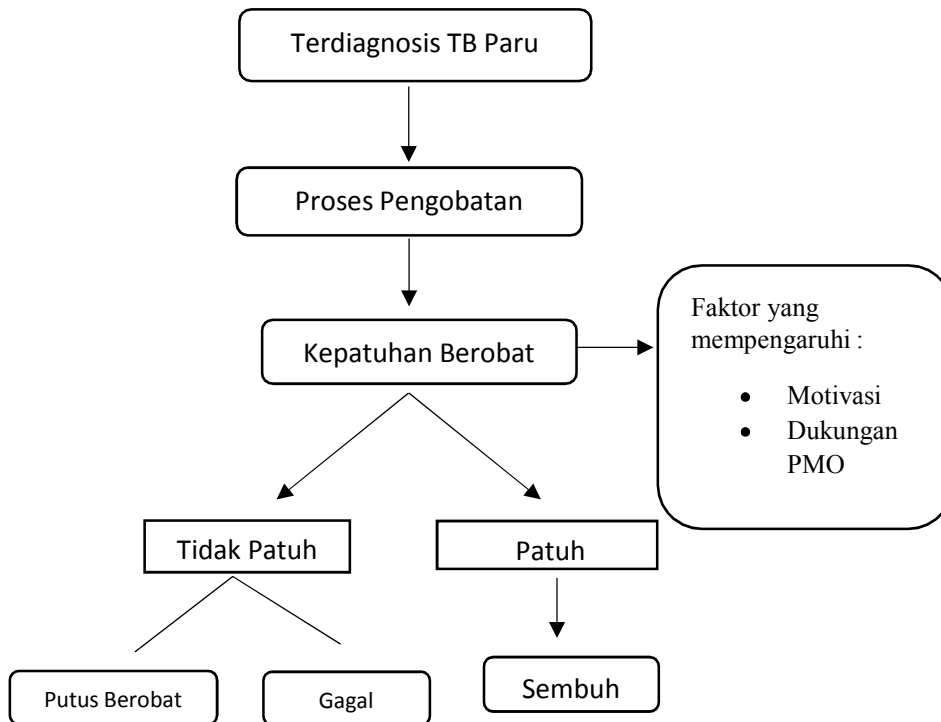 Terdiagnosis TB Paru
Proses Pengobatan
Kepatuhan Berobat
Faktor yang
mempengaruhi :
• Motivasi
• Dukungan
PMO
Tidak Patuh
Patuh
Putus Berobat
Gagal
Sembuh